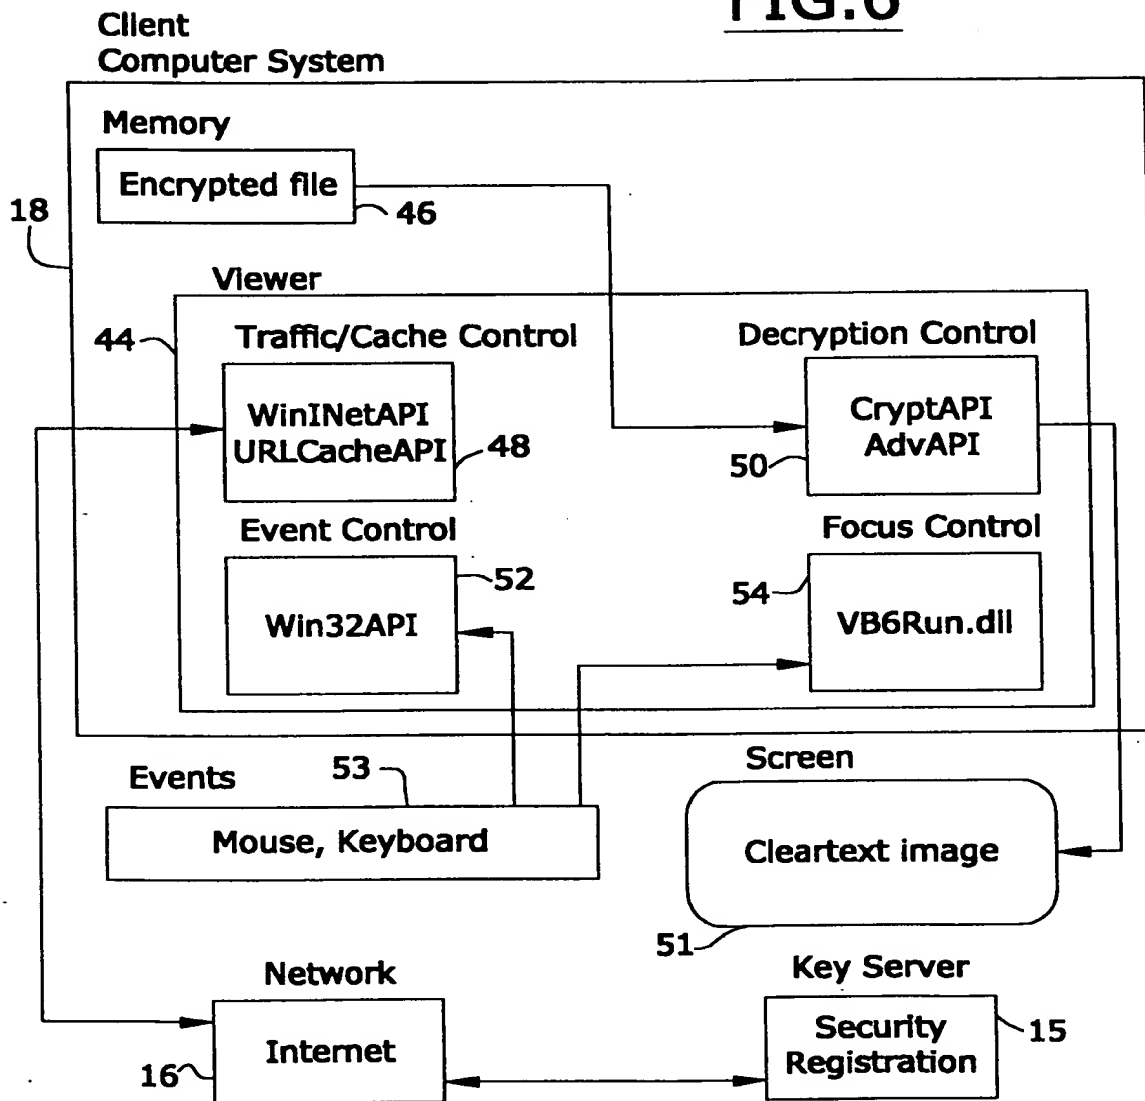 FIG.6
Client
Computer System
Memory
Encrypted file
46
18
Viewer
44
Traffic/Cache Control
Decryption Control
WinINetAPI
URLCacheAPI
48
CryptAPI
AdvAPI
50
Event Control
Focus Control
52
Win32API
54
VB6Run.dll
Events
53
Mouse, Keyboard
Screen
Cleartext image
51
Network
Internet
16
Key Server
Security
Registration
15